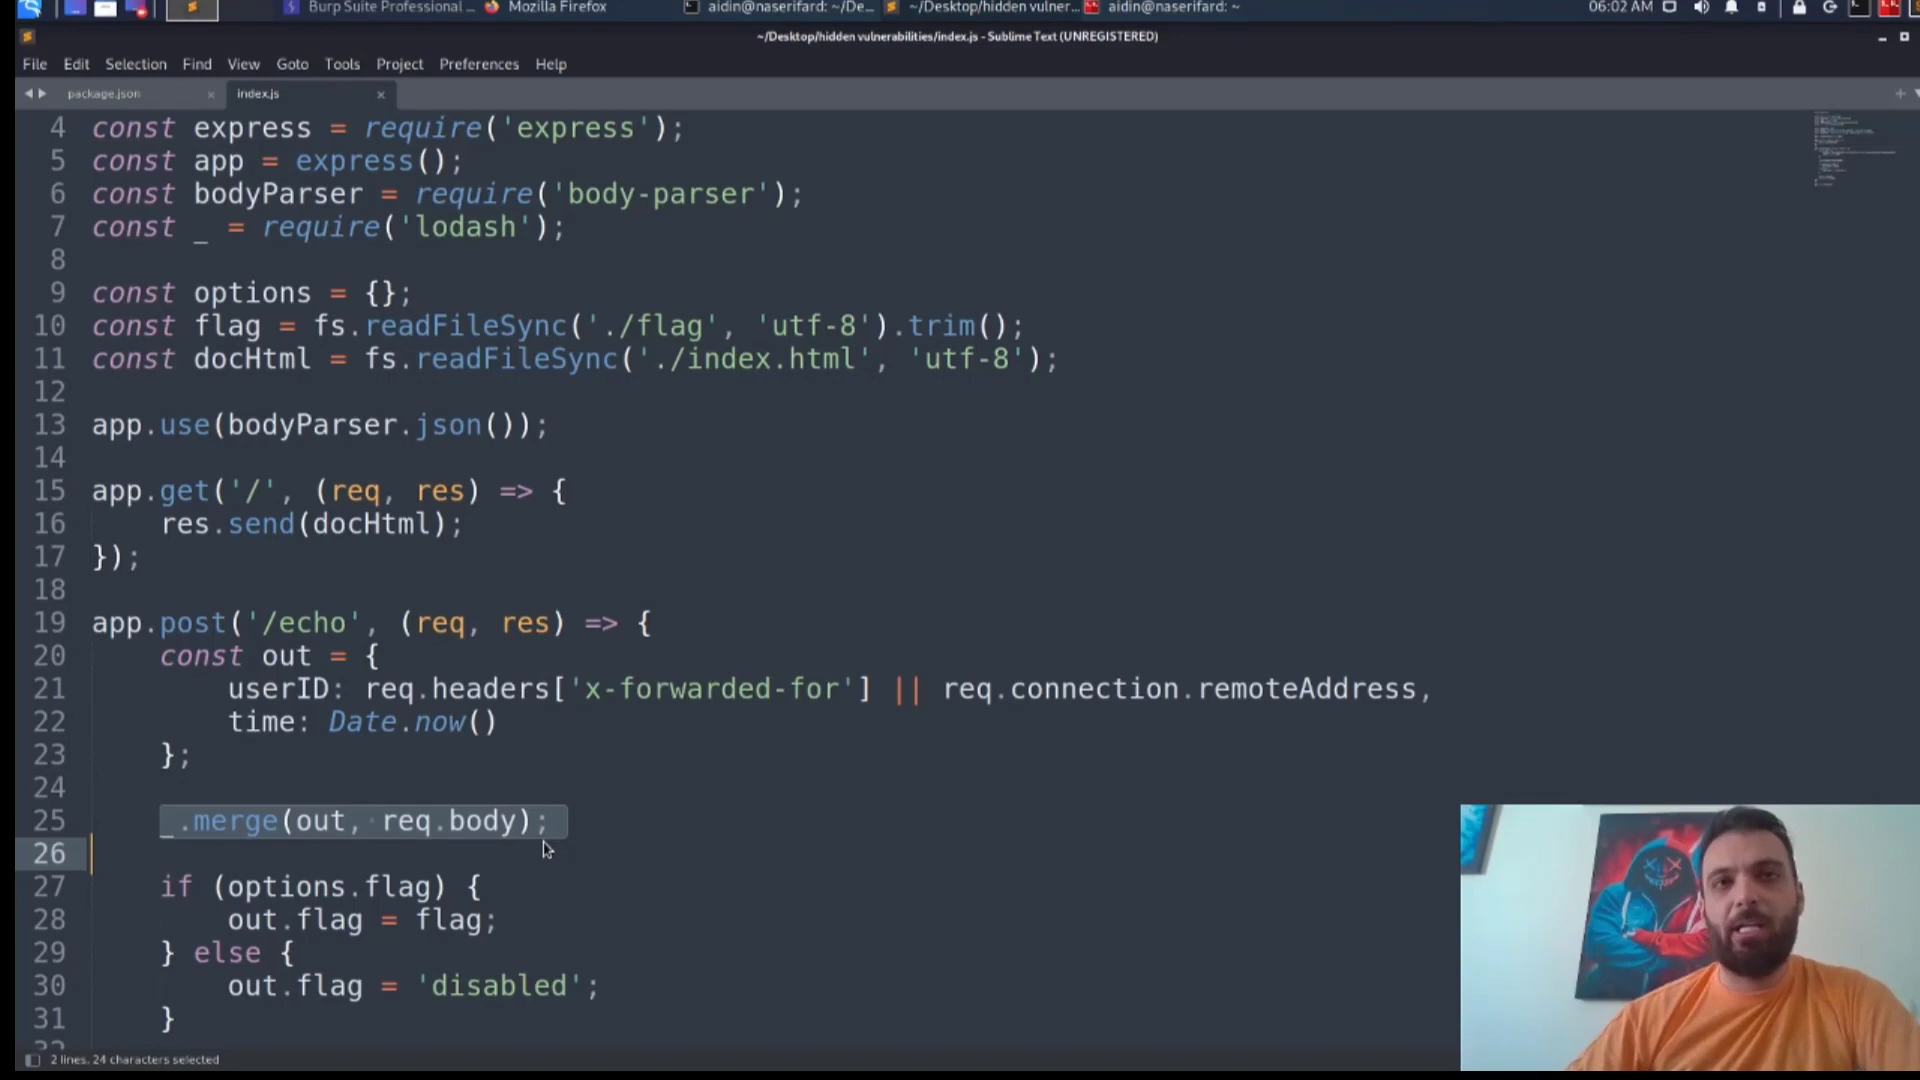 Burp Suite Professional ...
Mozilla Firefox
aidin@naserifard: ~/De...
~/Desktop/hidden vulner...
aidin@naserifard: ~
06:02 AM
~/Desktop/hidden vulnerabilities/index.js - Sublime Text (UNREGISTERED)
File Edit Selection Find View Goto Tools Project Preferences Help
package.json
index.js
4 const express = require('express');
5 const app = express();
6 const bodyParser = require('body-parser');
7 const _ = require('lodash');
8
9 const options = {};
10 const flag = fs.readFileSync('./flag', 'utf-8').trim();
11 const docHtml = fs.readFileSync('./index.html', 'utf-8');
12
13 app.use(bodyParser.json());
14
15 app.get('/', (req, res) => {
16 res.send(docHtml);
17 });
18
19 app.post('/echo', (req, res) => {
20 const out = {
21 userID: req.headers['x-forwarded-for'] || req.connection.remoteAddress,
22 time: Date.now()
23 };
24
25 _.merge(out, req.body);
26
27 if (options.flag) {
28 out.flag = flag;
29 } else {
30 out.flag = 'disabled';
31 }
2 lines, 24 characters selected